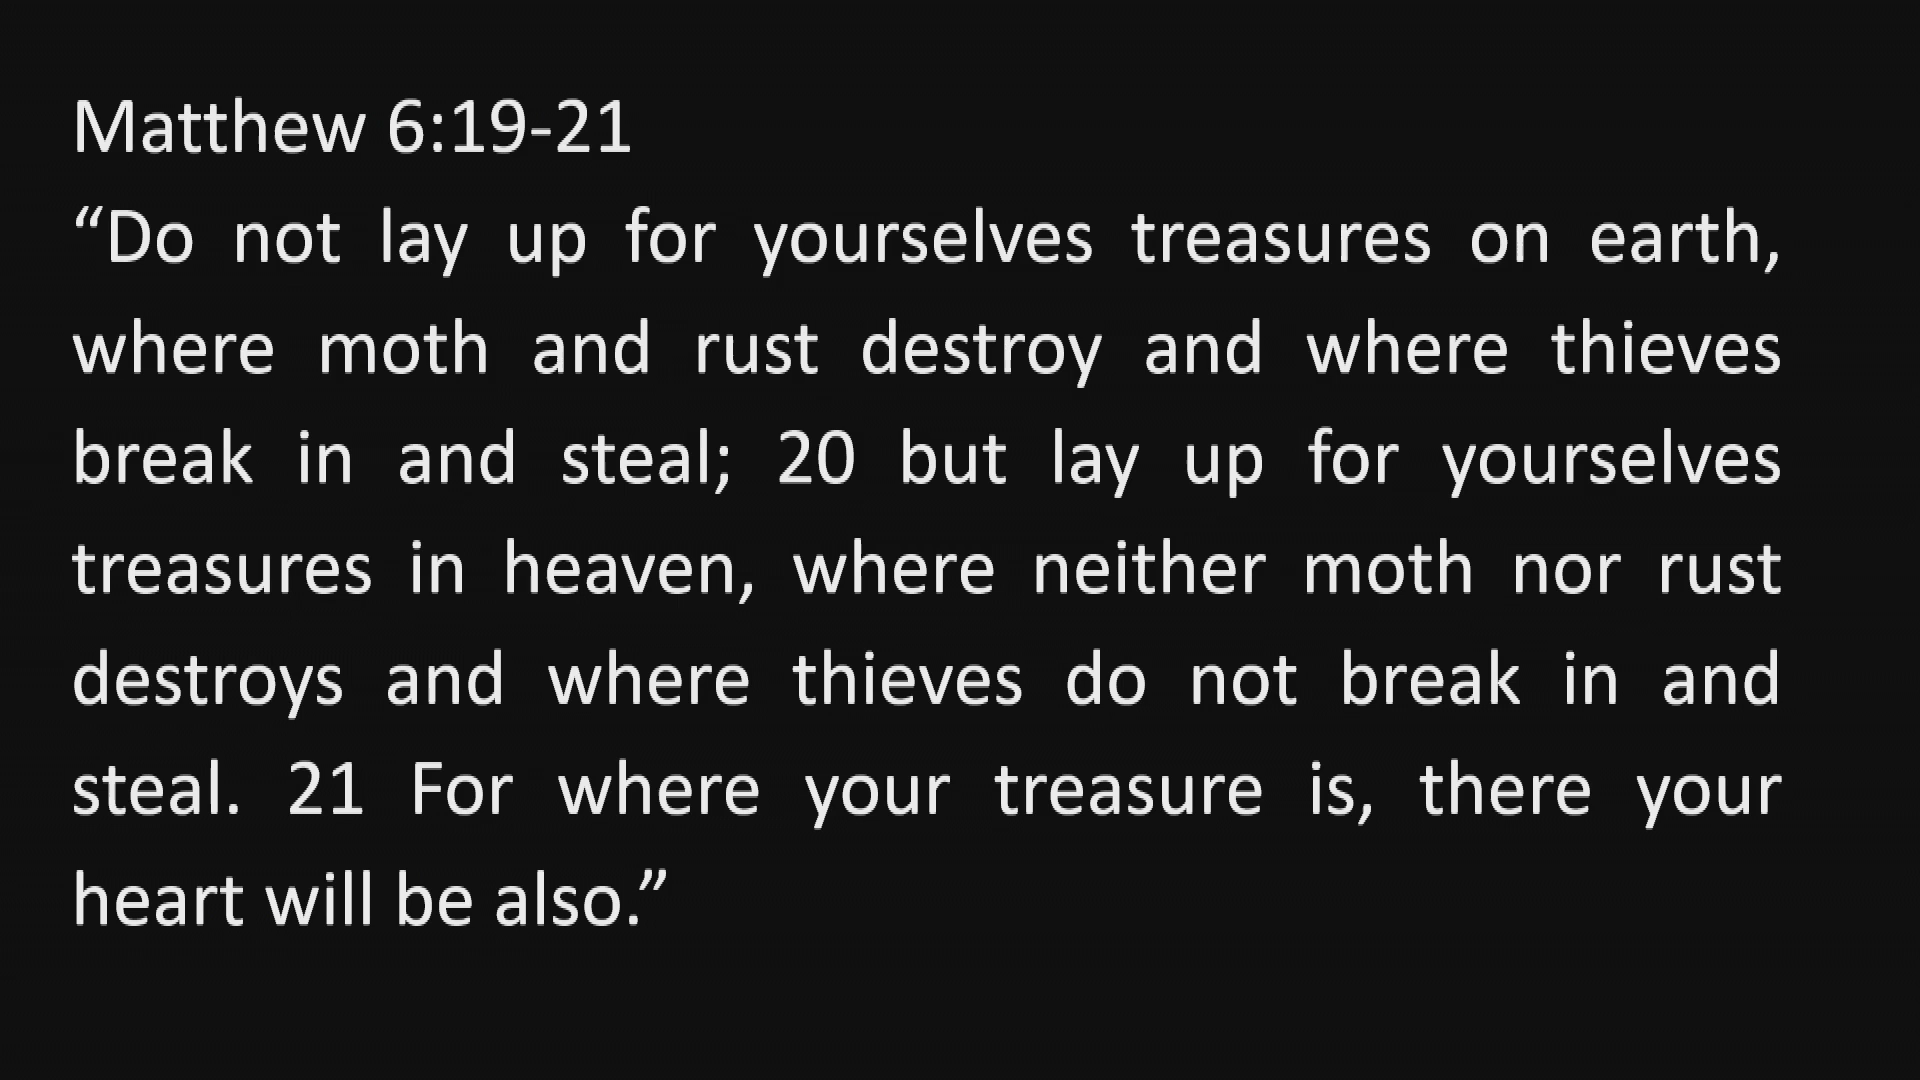 Matthew 6:19-21
“Do not lay up for yourselves treasures on earth,
where moth and rust destroy and where thieves
break in and steal; 20 but lay up for yourselves
treasures in heaven, where neither moth nor rust
destroys and where thieves do not break in and
steal. 21 For where your treasure is, there your
heart will be also.”